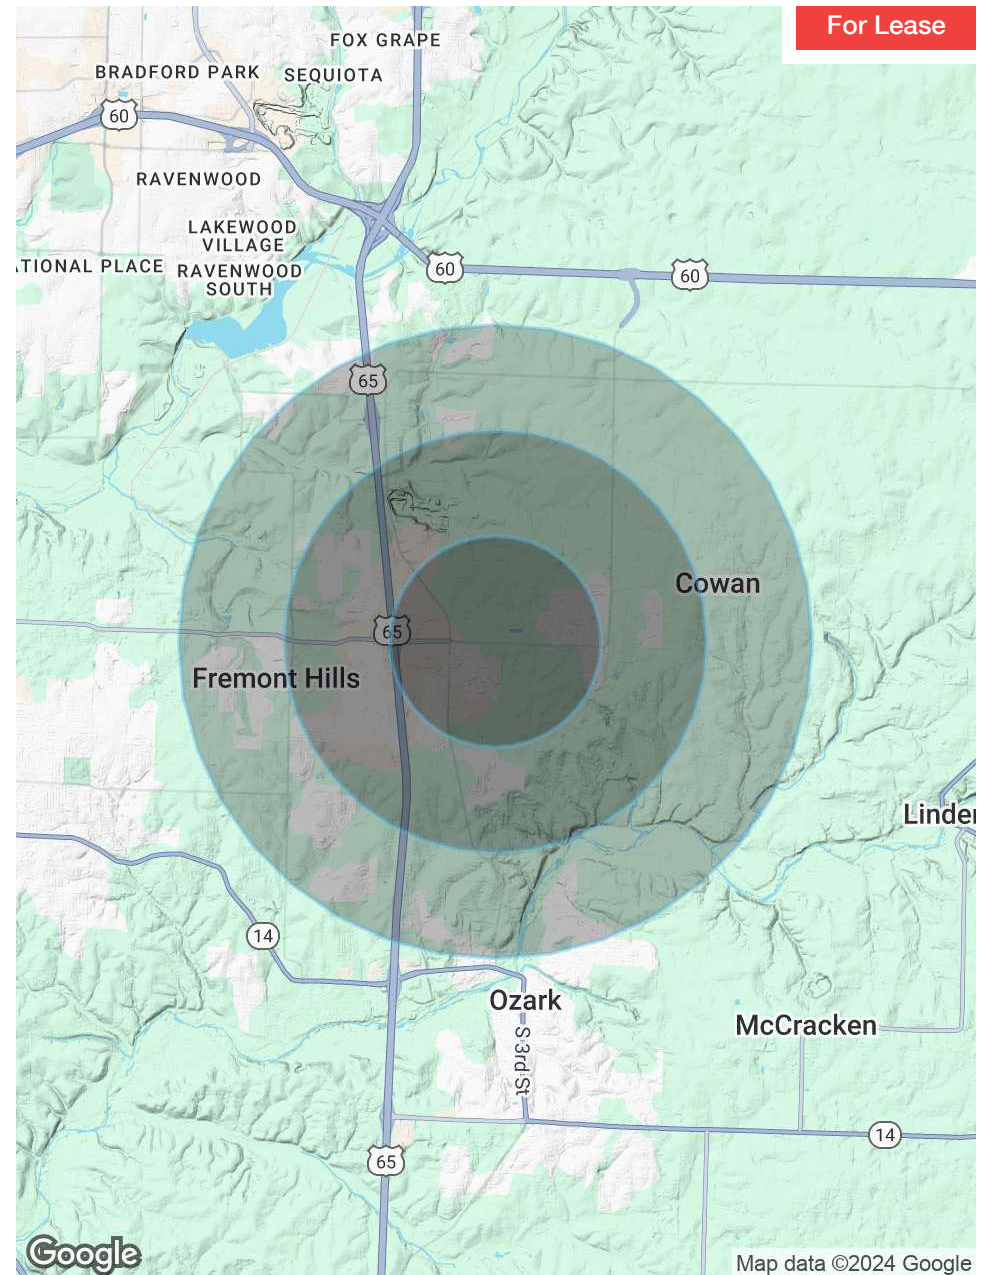 For Lease
FOX GRAPE
BRADFORD PARK
SEQUIOTA
60
RAVENWOOD
LAKEWOOD
VILLAGE
ATIONAL PLACE
RAVENWOOD
SOUTH
60
60
65
Cowan
65
Fremont Hills
Linden
14
Ozark
McCracken
S 3rd St
14
65
Google
Map data ©2024 Google